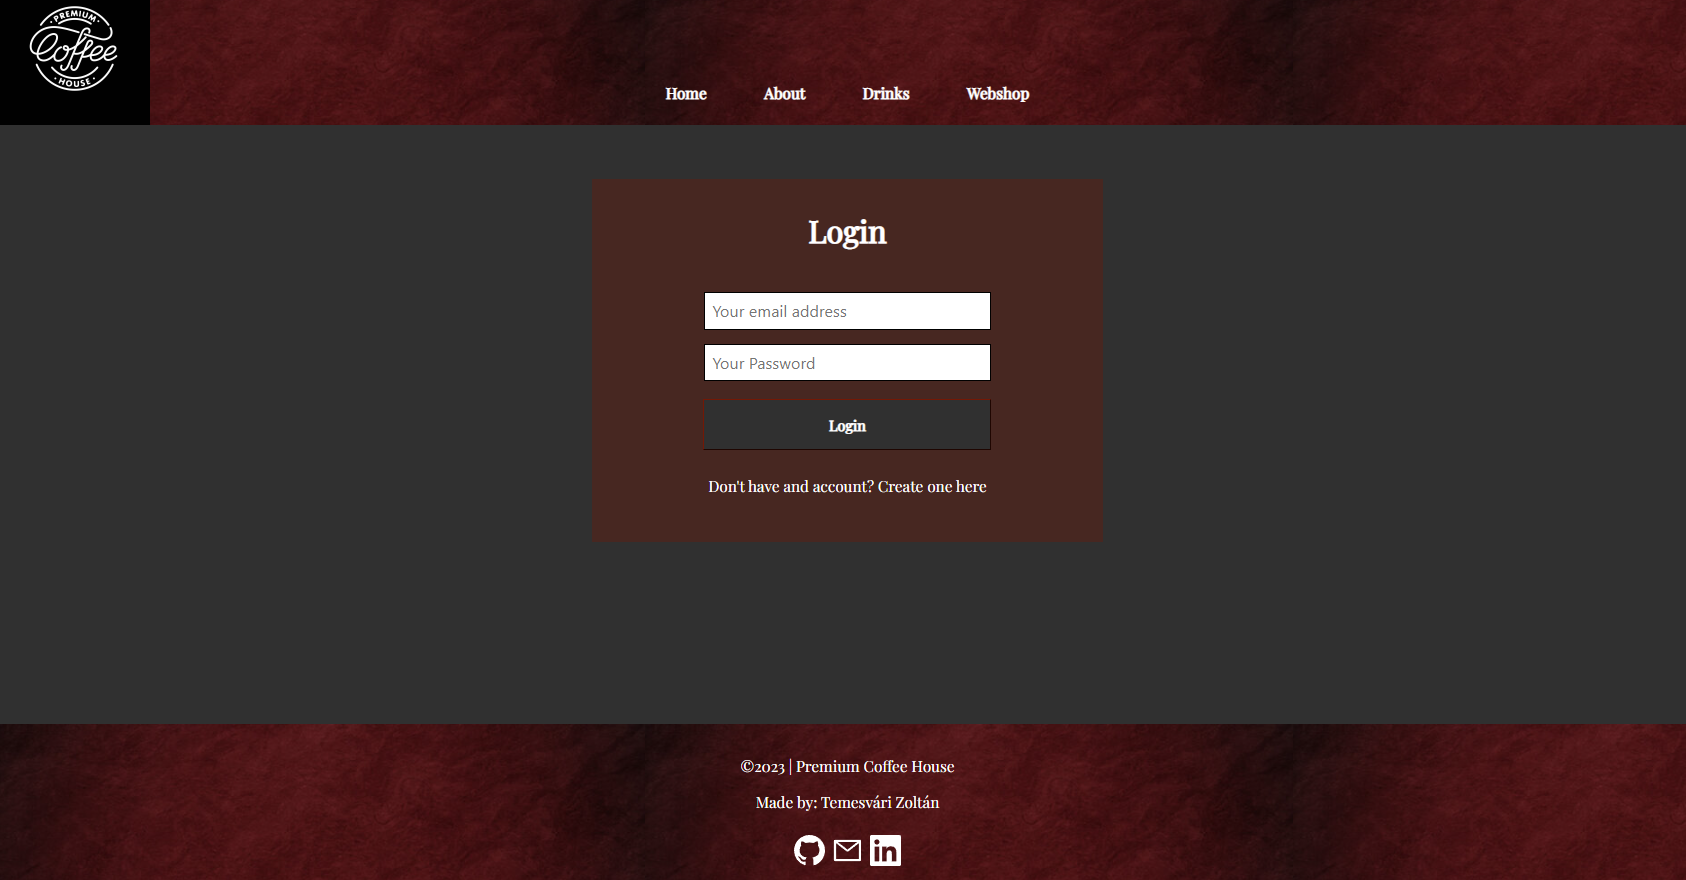 PREMIUM
Coffee
HOUSE
Home About Drinks Webshop
Login
Your email address
Your Password
Login
Don't have and account? Create one here
©2023 | Premium Coffee House
Made by: Temesvári Zoltán
in